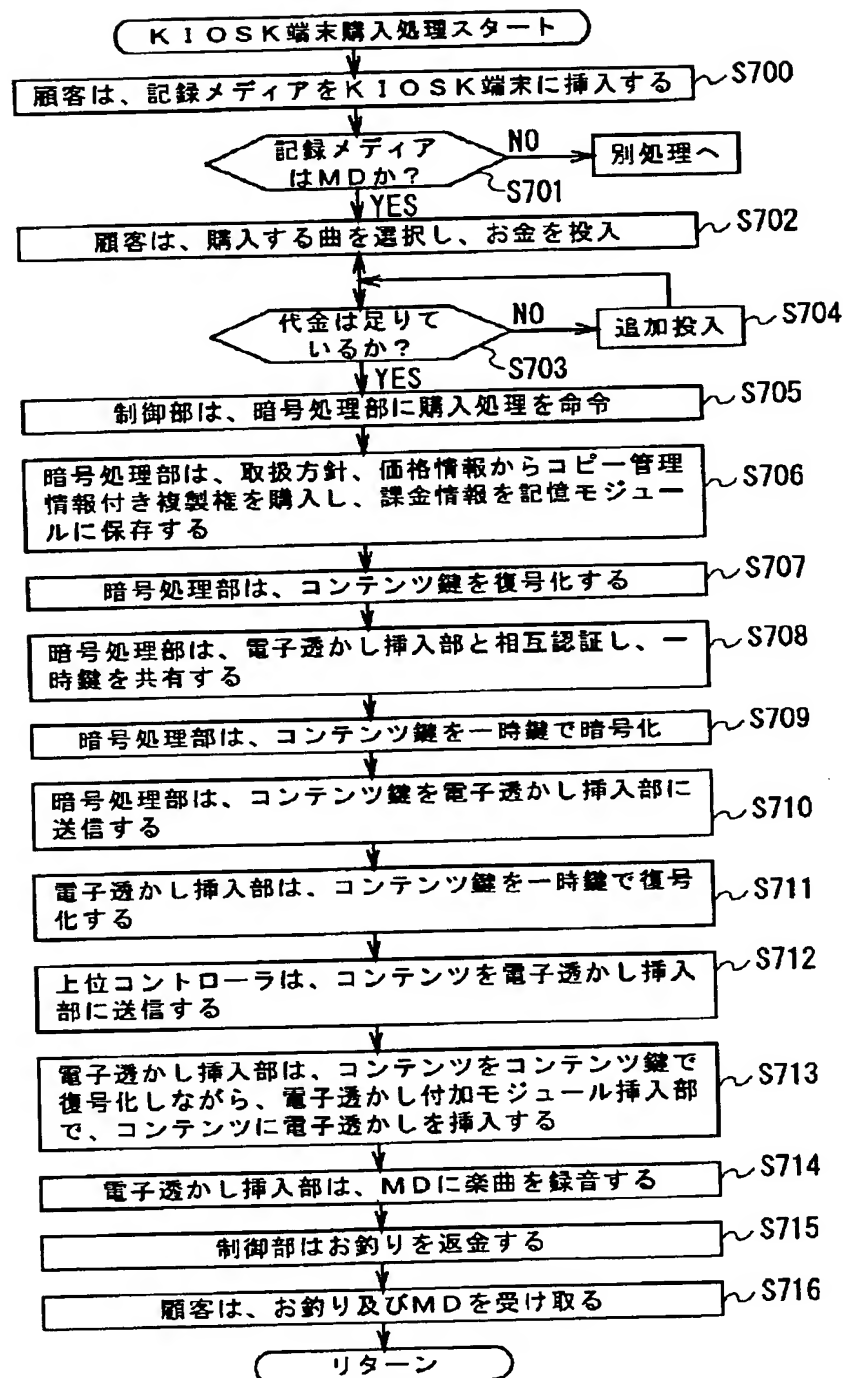 KIOSK端末購入処理スタート
顧客は、記録メディアをKIOSK端末に挿入する
S700
記録メディア
はMDか？
NO
別処理へ
S701
YES
顧客は、購入する曲を選択し、お金を投入
S702
代金は足りて
いるか？
NO
追加投入
S704
S703
YES
制御部は、暗号処理部に購入処理を命令
S705
暗号処理部は、取扱方針、価格情報からコピー管理
情報付き複製権を購入し、課金情報を記憶モジュー
ルに保存する
S706
暗号処理部は、コンテンツ鍵を復号化する
S707
暗号処理部は、電子透かし挿入部と相互認証し、一
時鍵を共有する
S708
暗号処理部は、コンテンツ鍵を一時鍵で暗号化
S709
暗号処理部は、コンテンツ鍵を電子透かし挿入部に
送信する
S710
電子透かし挿入部は、コンテンツ鍵を一時鍵で復号
化する
S711
上位コントローラは、コンテンツを電子透かし挿入
部に送信する
S712
電子透かし挿入部は、コンテンツをコンテンツ鍵で
復号化しながら、電子透かし付加モジュール挿入部
で、コンテンツに電子透かしを挿入する
S713
電子透かし挿入部は、MDに楽曲を録音する
S714
制御部はお釣りを返金する
S715
顧客は、お釣り及びMDを受け取る
S716
リターン